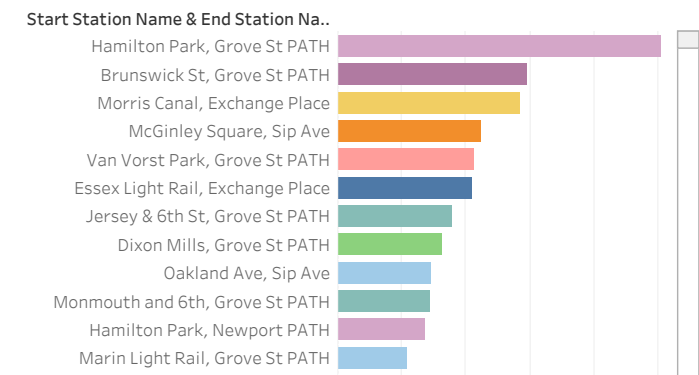 Start Station Name & End Station Na..
Hamilton Park, Grove St PATH
Brunswick St, Grove St PATH
Morris Canal, Exchange Place
McGinley Square, Sip Ave
Van Vorst Park, Grove St PATH
Essex Light Rail, Exchange Place
Jersey & 6th St, Grove St PATH
Dixon Mills, Grove St PATH
Oakland Ave, Sip Ave
Monmouth and 6th, Grove St PATH
Hamilton Park, Newport PATH
Marin Light Rail, Grove St PATH